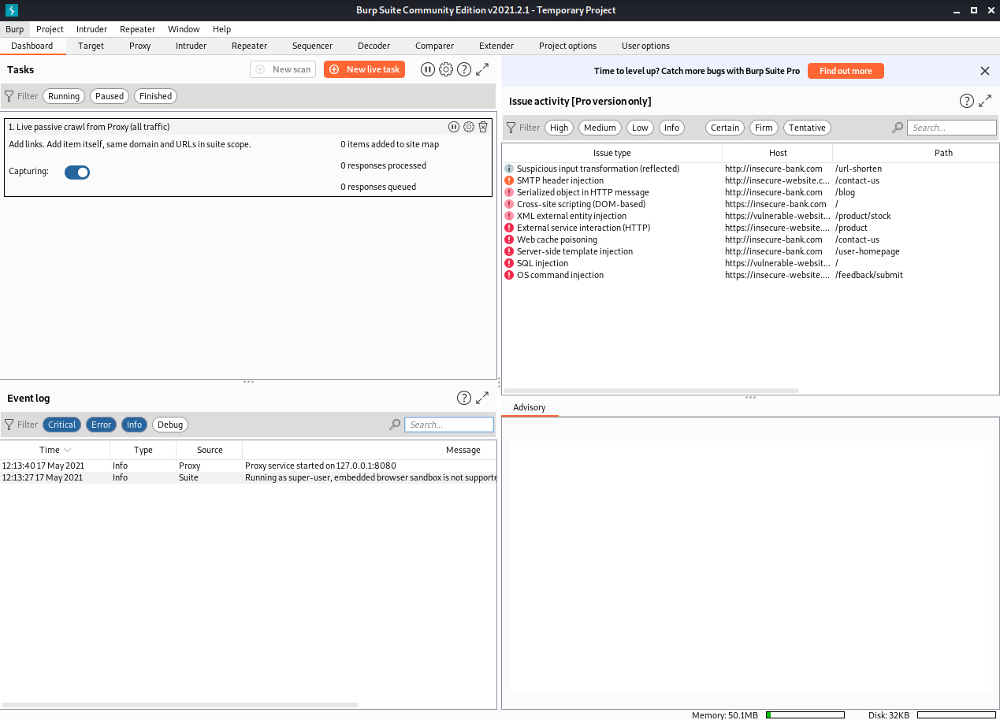 Burp Suite Community Edition v2021.2.1 - Temporary Project
Burp Project Intruder Repeater Window Help
Dashboard Target Proxy Intruder Repeater Sequencer Decoder Comparer Extender Project options User options
Tasks New scan New live task
Filter Running Paused Finished
1. Live passive crawl from Proxy (all traffic)
Add links. Add item itself, same domain and URLs in suite scope. 0 items added to site map
0 responses processed
Capturing:
0 responses queued
Event log
Filter Critical Error Info Debug Search...
Time Type Source Message
12:13:40 17 May 2021 Info Proxy Proxy service started on 127.0.0.1:8080
12:13:27 17 May 2021 Info Suite Running as super-user, embedded browser sandbox is not supporte
Time to level up? Catch more bugs with Burp Suite Pro Find out more
Issue activity [Pro version only]
Filter High Medium Low Info Certain Firm Tentative Search...
Issue type Host Path
Suspicious input transformation (reflected) http://insecure-bank.com /url-shorten
SMTP header injection http://insecure-website.c... /contact-us
Serialized object in HTTP message http://insecure-bank.com /blog
Cross-site scripting (DOM-based) https://insecure-bank.com /
XML external entity injection https://vulnerable-websit... /product/stock
External service interaction (HTTP) https://insecure-website.... /product
Web cache poisoning http://insecure-bank.com /contact-us
Server-side template injection http://insecure-bank.com /user-homepage
SQL injection https://vulnerable-websit... /
OS command injection https://insecure-website.... /feedback/submit
Advisory
Memory: 50.1MB Disk: 32KB